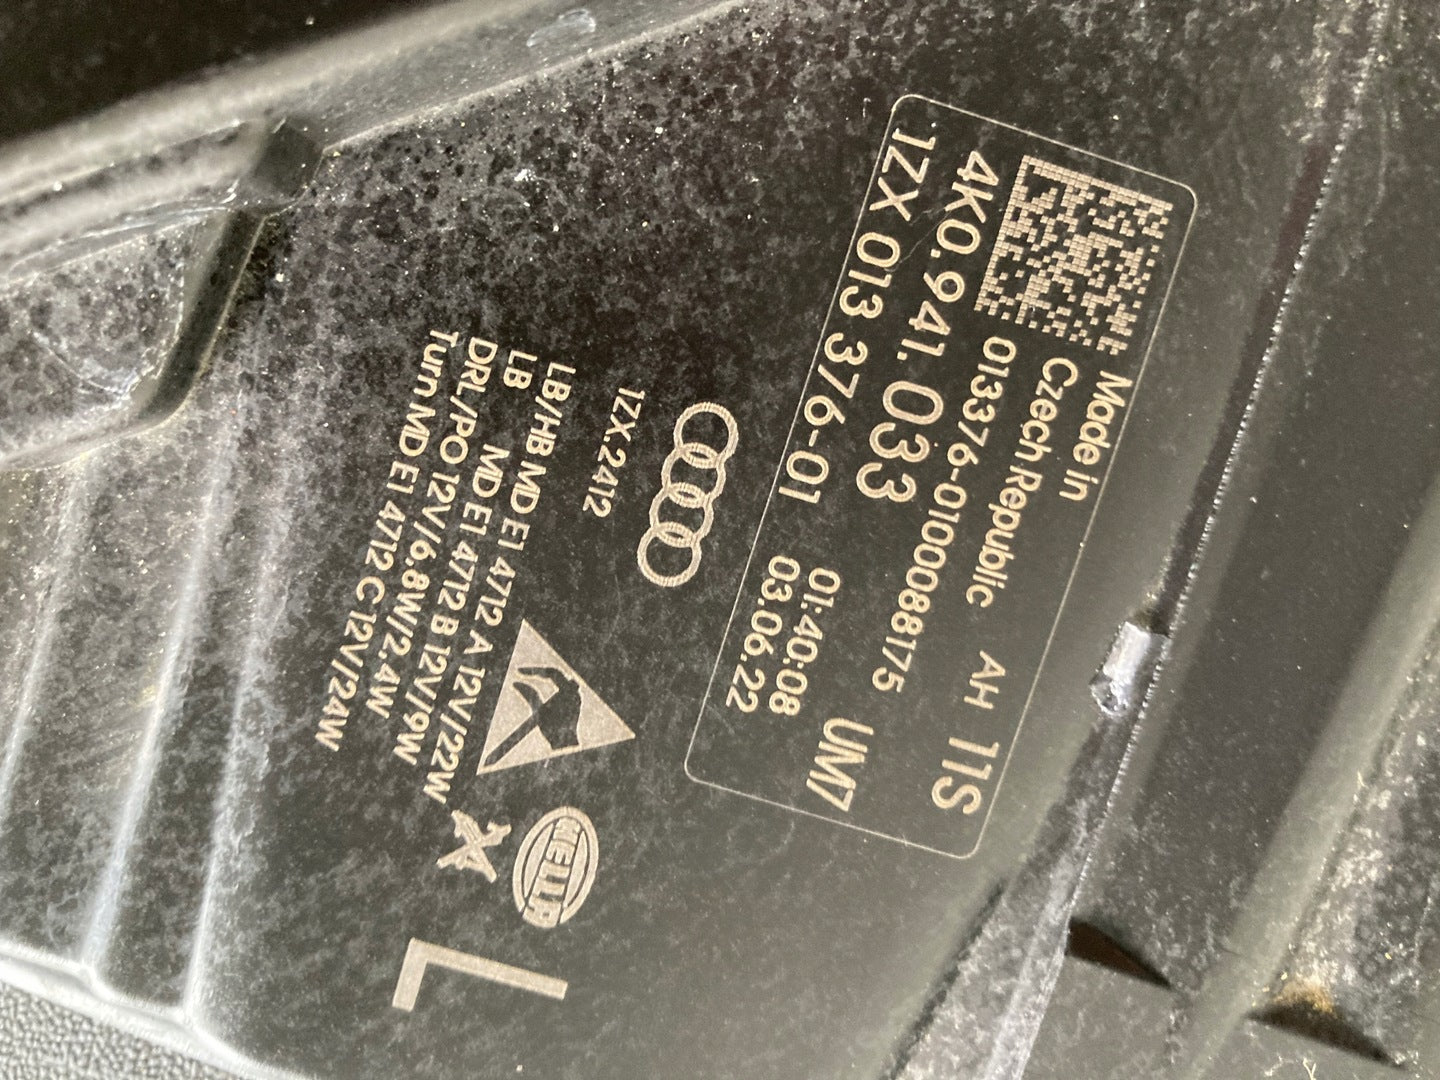 Made in
Czech Republic AH 11S
013376-0100088175
4K0.941.033 UM7
1ZX 013 376-01 01:40:08
03.06.22
1ZX.2412
LB/HB MD E1 4712 A 12V/22W
LB MD E1 4712 B 12V/9W
DRL/PO 12V/6.8W/2.4W
Turn MD E1 4712 C 12V/24W
HELLA
L